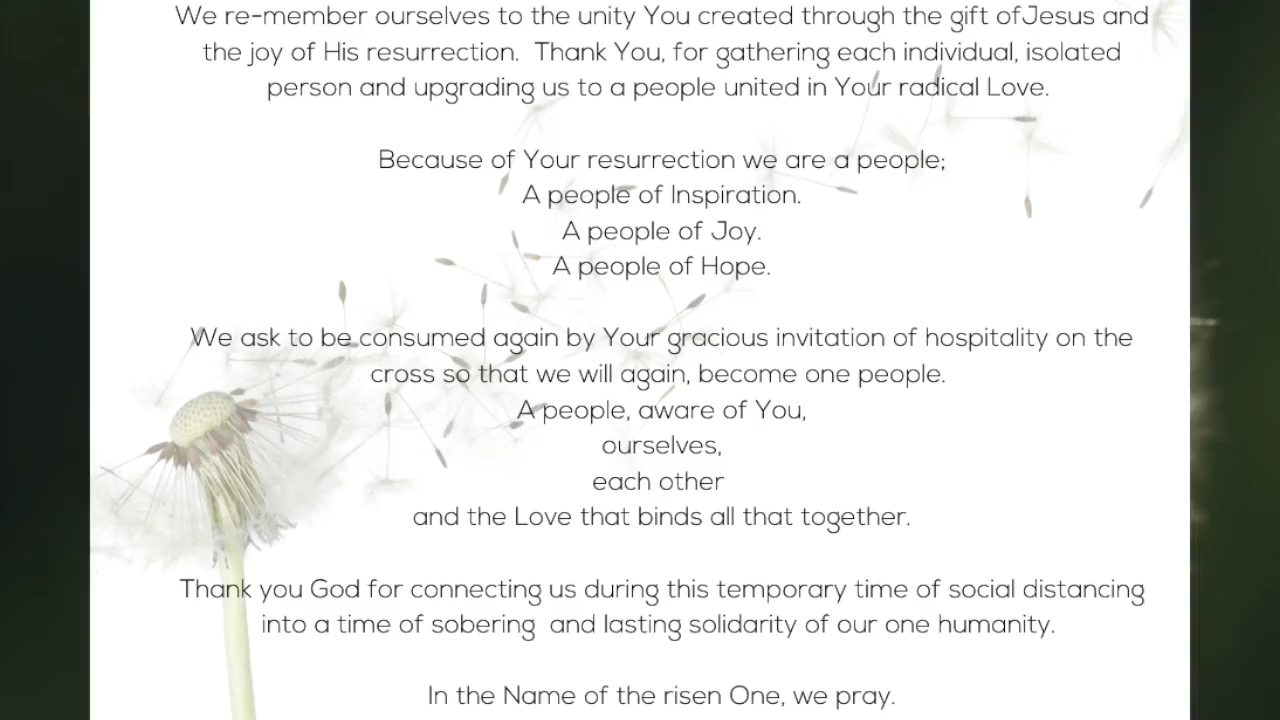 We re-member ourselves to the unity You created through the gift ofJesus and
the joy of His resurrection.  Thank You, for gathering each individual, isolated
person and upgrading us to a people united in Your radical Love.
Because of Your resurrection we are a people;
A people of Inspiration.
A people of Joy.
A people of Hope.
We ask to be consumed again by Your gracious invitation of hospitality on the
cross so that we will again, become one people.
A people, aware of You,
ourselves,
each other
and the Love that binds all that together.
Thank you God for connecting us during this temporary time of social distancing
into a time of sobering  and lasting solidarity of our one humanity.
In the Name of the risen One, we pray.